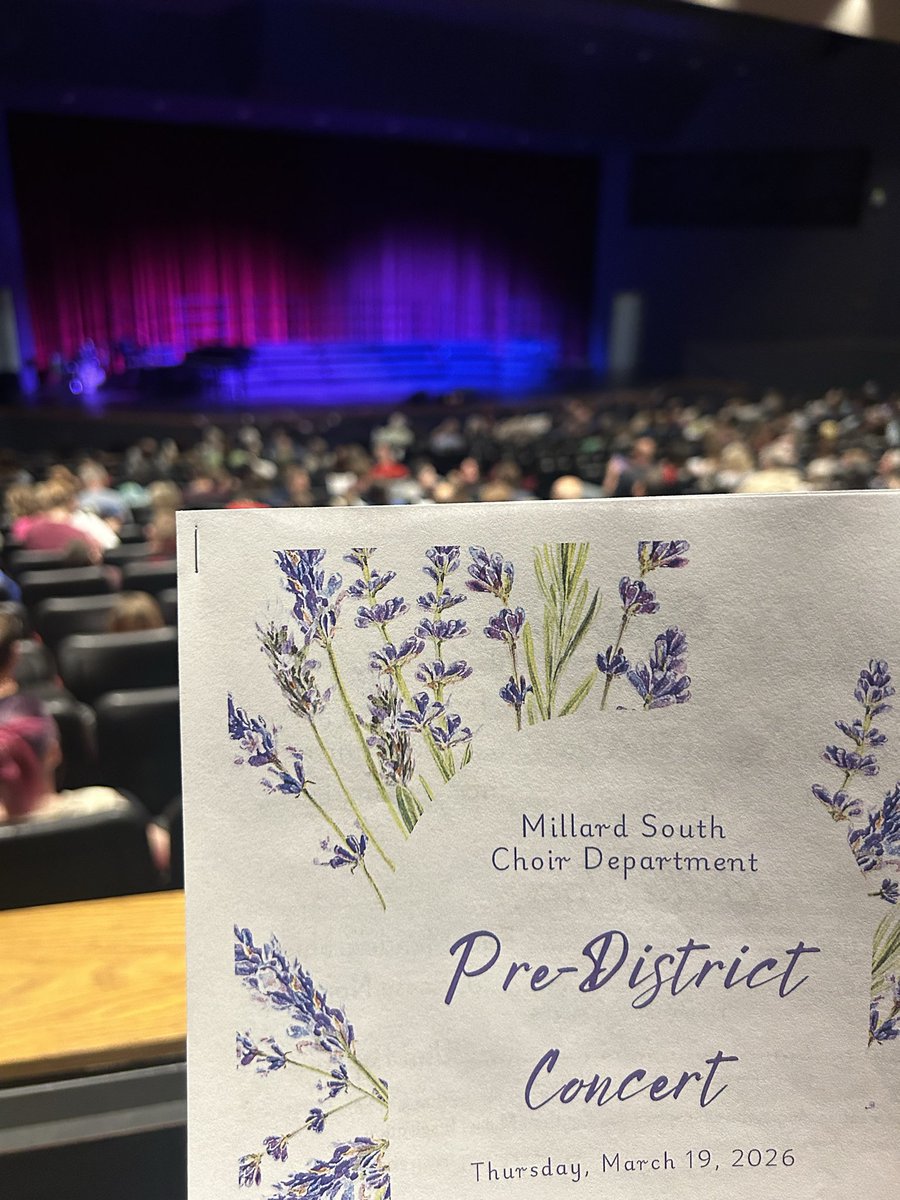 Millard South
Choir Department
Pre-District
Concert
Thursday, March 19, 2026